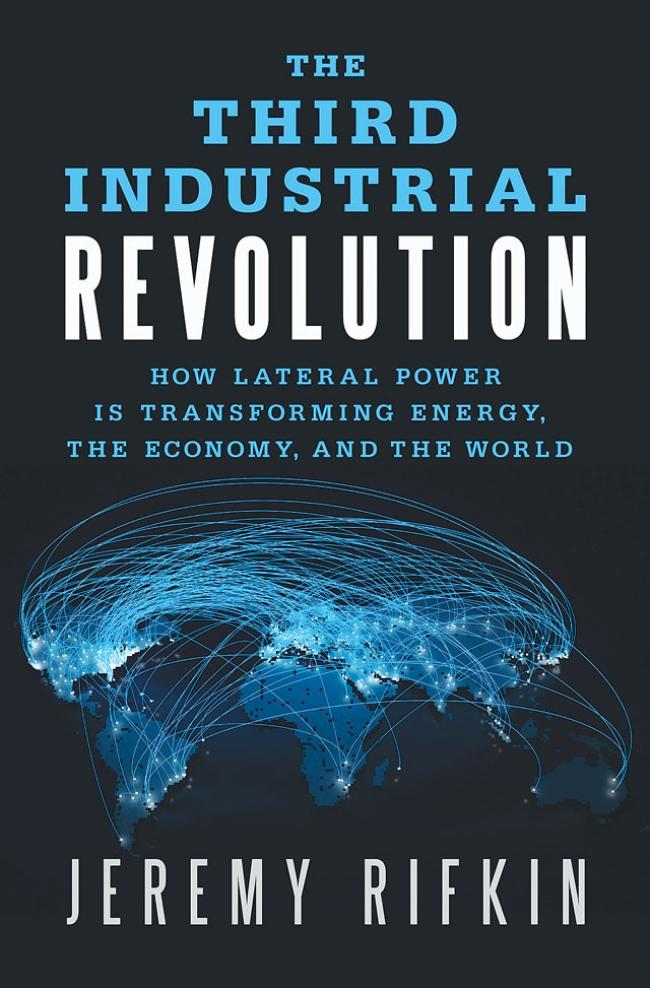 THE
THIRD
INDUSTRIAL
REVOLUTION
HOW LATERAL POWER
IS TRANSFORMING ENERGY,
THE ECONOMY, AND THE WORLD
JEREMY RIFKIN